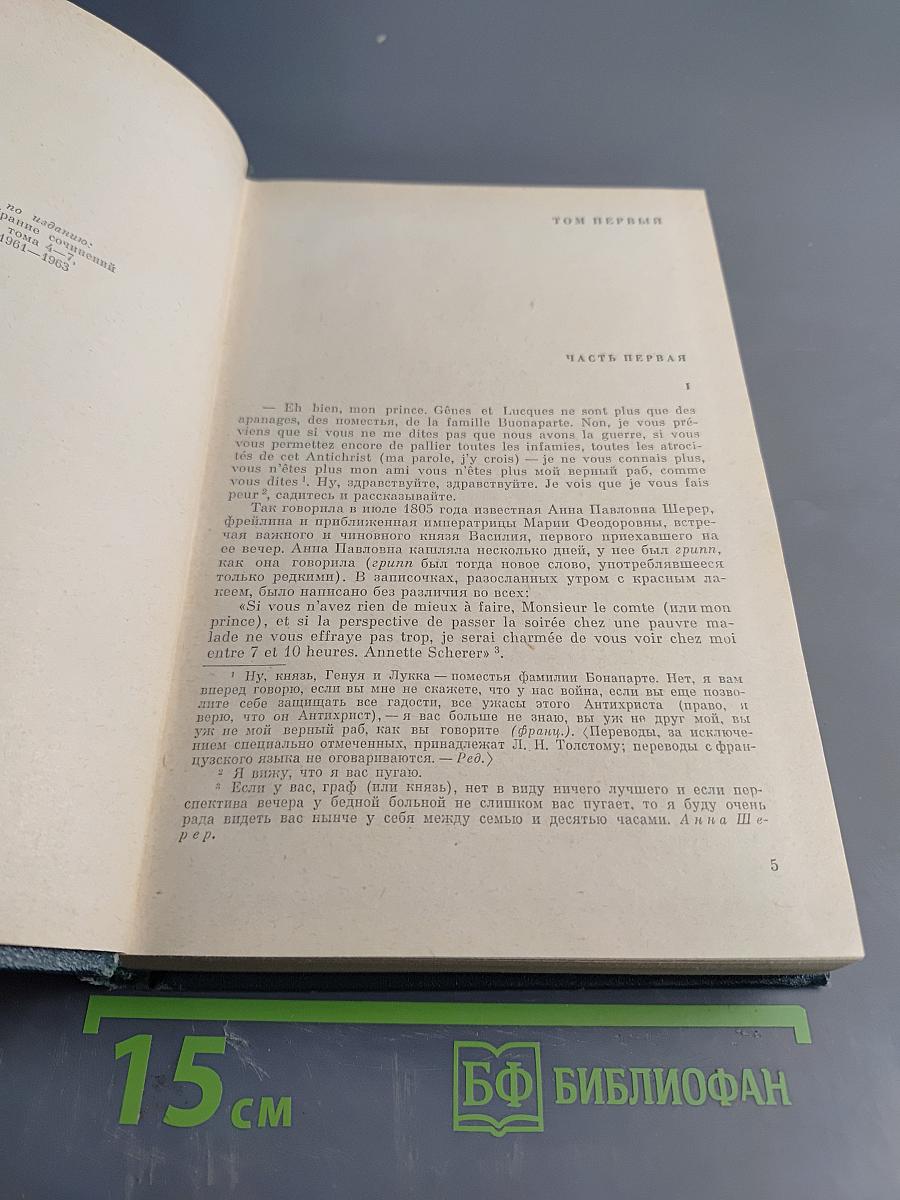 по изданию:
рание сочинений
тома 4—7,
1961—1963
ТОМ ПЕРВЫЙ
ЧАСТЬ ПЕРВАЯ
I
— Eh bien, mon prince. Gênes et Lucques ne sont plus que des
apanages, des поместья, de la famille Buonaparte. Non, je vous pré-
viens que si vous ne me dites pas que nous avons la guerre, si vous
vous permettez encore de pallier toutes les infamies, toutes les atroci-
tés de cet Antichrist (ma parole, j'y crois) — je ne vous connais plus,
vous n'êtes plus mon ami vous n'êtes plus мой верный раб, comme
vous dites ¹. Ну, здравствуйте, здравствуйте. Je vois que je vous fais
peur ², садитесь и рассказывайте.
Так говорила в июле 1805 года известная Анна Павловна Шерер,
фрейлина и приближенная императрицы Марии Феодоровны, встре-
чая важного и чиновного князя Василия, первого приехавшего на
ее вечер. Анна Павловна кашляла несколько дней, у нее был грипп,
как она говорила (грипп был тогда новое слово, употреблявшееся
только редкими). В записочках, разосланных утром с красным ла-
кеем, было написано без различия во всех:
«Si vous n'avez rien de mieux à faire, Monsieur le comte (или mon
prince), et si la perspective de passer la soirée chez une pauvre ma-
lade ne vous effraye pas trop, je serai charmée de vous voir chez moi
entre 7 et 10 heures. Annette Scherer» ³.
¹ Ну, князь, Генуя и Лукка — поместья фамилии Бонапарте. Нет, я вам
вперед говорю, если вы мне не скажете, что у нас война, если вы еще позво-
лите себе защищать все гадости, все ужасы этого Антихриста (право, я
верю, что он Антихрист), — я вас больше не знаю, вы уж не друг мой, вы
уж не мой верный раб, как вы говорите (франц.). ⟨Переводы, за исключе-
нием специально отмеченных, принадлежат Л. Н. Толстому; переводы с фран-
цузского языка не оговариваются. — Ред.⟩
² Я вижу, что я вас пугаю.
³ Если у вас, граф (или князь), нет в виду ничего лучшего и если пер-
спектива вечера у бедной больной не слишком вас пугает, то я буду очень
рада видеть вас нынче у себя между семью и десятью часами. Анна Ше-
рер.
5
15 см
БФ БИБЛИОФАН